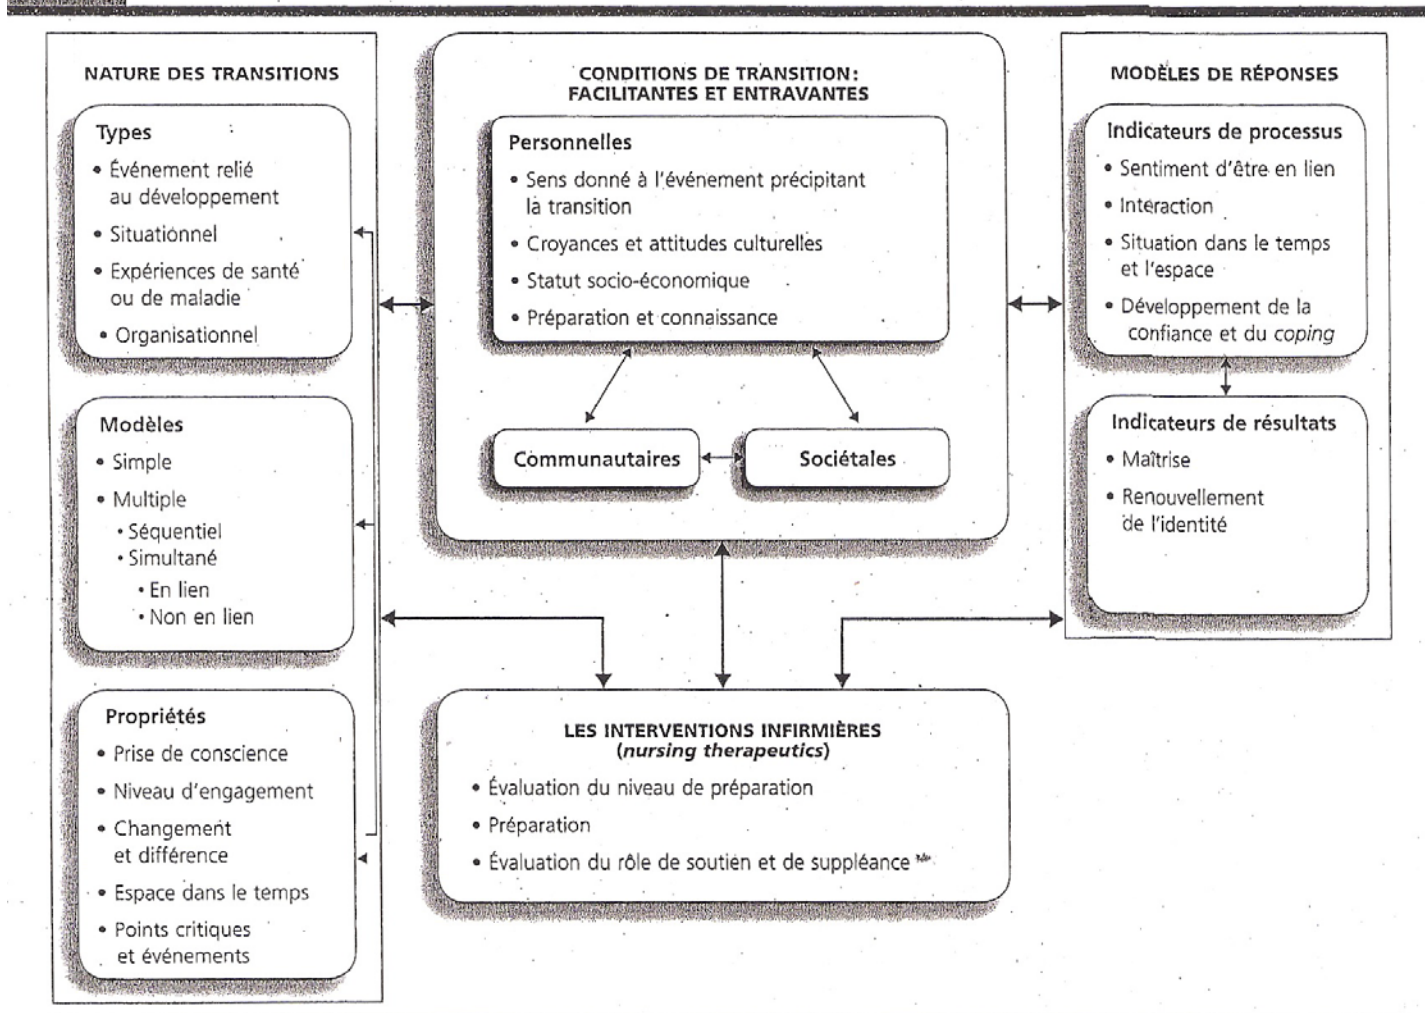 NATURE DES TRANSITIONS
Types
• Événement relié
au développement
• Situationnel
• Expériences de santé
ou de maladie
• Organisationnel
Modèles
• Simple
• Multiple
• Séquentiel
• Simultané
• En lien
• Non en lien
Propriétés
• Prise de conscience
• Niveau d'engagement
• Changement
et différence
• Espace dans le temps
• Points critiques
et événements
CONDITIONS DE TRANSITION:
FACILITANTES ET ENTRAVANTES
Personnelles
• Sens donné à l'événement précipitant
la transition
• Croyances et attitudes culturelles
• Statut socio-économique
• Préparation et connaissance
Communautaires
Sociétales
LES INTERVENTIONS INFIRMIÈRES
(nursing therapeutics)
• Évaluation du niveau de préparation
• Préparation
• Évaluation du rôle de soutien et de suppléance
MODÈLES DE RÉPONSES
Indicateurs de processus
• Sentiment d'être en lien
• Interaction
• Situation dans le temps
et l'espace
• Développement de la
confiance et du coping
Indicateurs de résultats
• Maîtrise
• Renouvellement
de l'identité